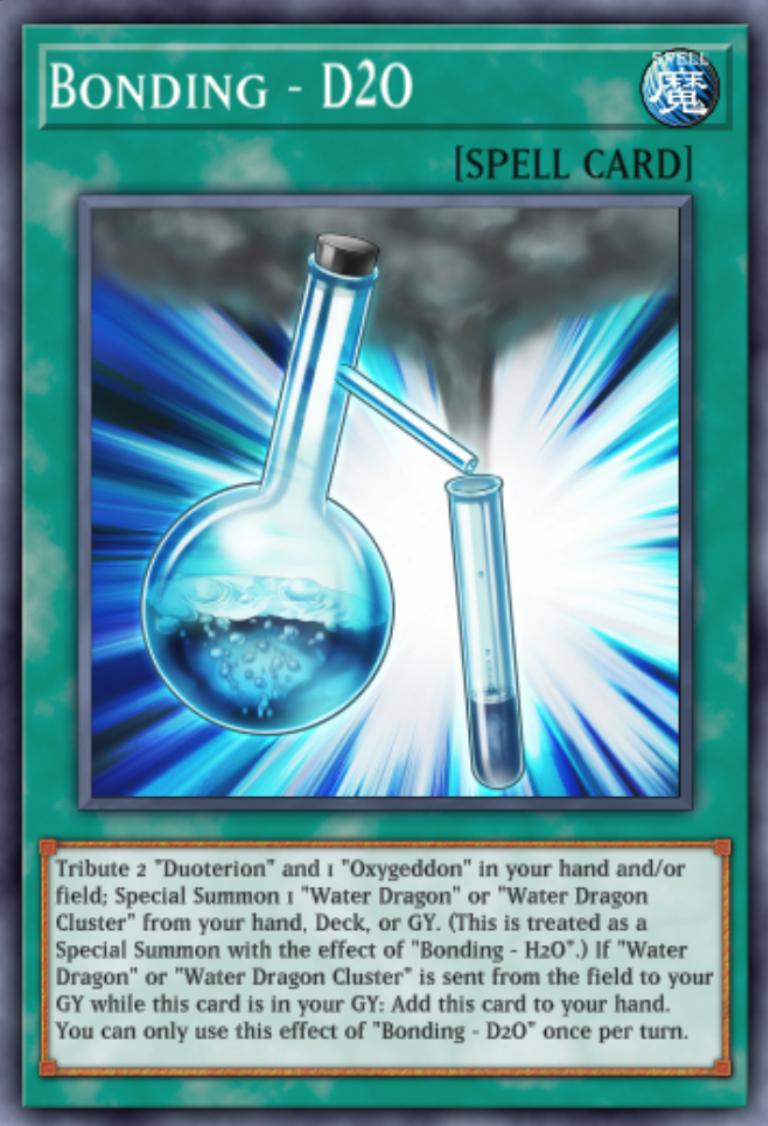 Bonding - D2O
SPELL
魔
[SPELL CARD]
Tribute 2 "Duoterion" and 1 "Oxygeddon" in your hand and/or
field; Special Summon 1 "Water Dragon" or "Water Dragon
Cluster" from your hand, Deck, or GY. (This is treated as a
Special Summon with the effect of "Bonding - H2O".) If "Water
Dragon" or "Water Dragon Cluster" is sent from the field to your
GY while this card is in your GY: Add this card to your hand.
You can only use this effect of "Bonding - D2O" once per turn.